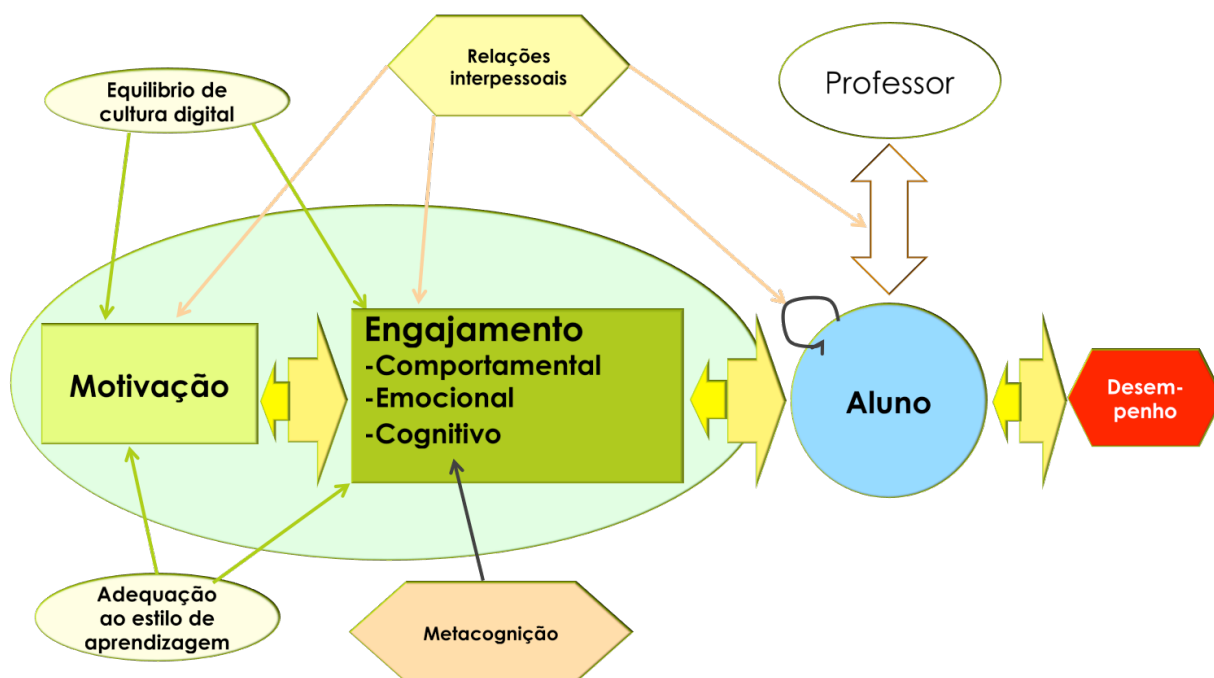 Relações
interpessoais
Professor
Equilibrio de
cultura digital
Engajamento
-Comportamental
-Emocional
-Cognitivo
Motivação
Aluno
Desem-
penho
Adequação
ao estilo de
aprendizagem
Metacognição